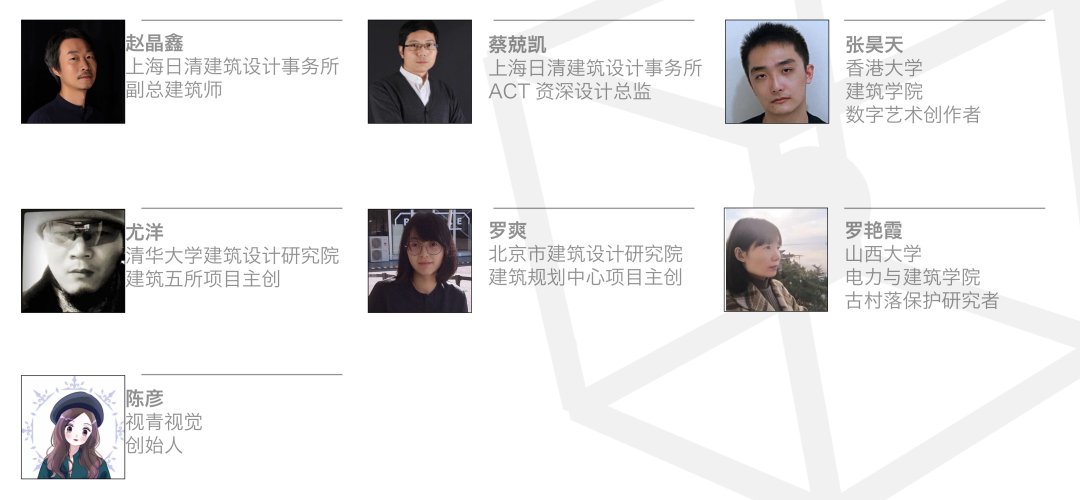 赵晶鑫
上海日清建筑设计事务所
副总建筑师
蔡兢凯
上海日清建筑设计事务所
ACT 资深设计总监
张昊天
香港大学
建筑学院
数字艺术创作者
尤洋
清华大学建筑设计研究院
建筑五所项目主创
罗爽
北京市建筑设计研究院
建筑规划中心项目主创
罗艳霞
山西大学
电力与建筑学院
古村落保护研究者
陈彦
视青视觉
创始人